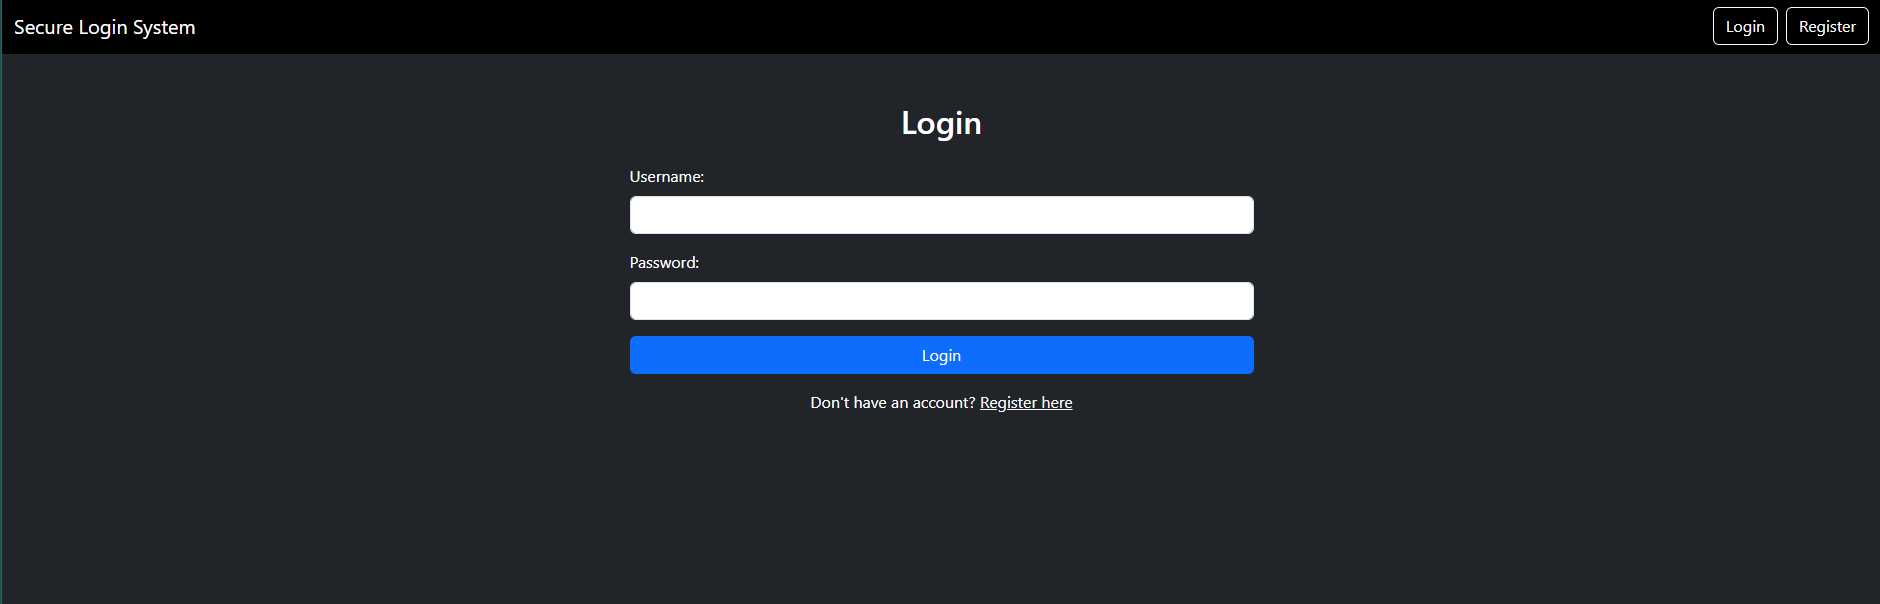 Secure Login System
Login
Register
Login
Username:
Password:
Login
Don't have an account? Register here